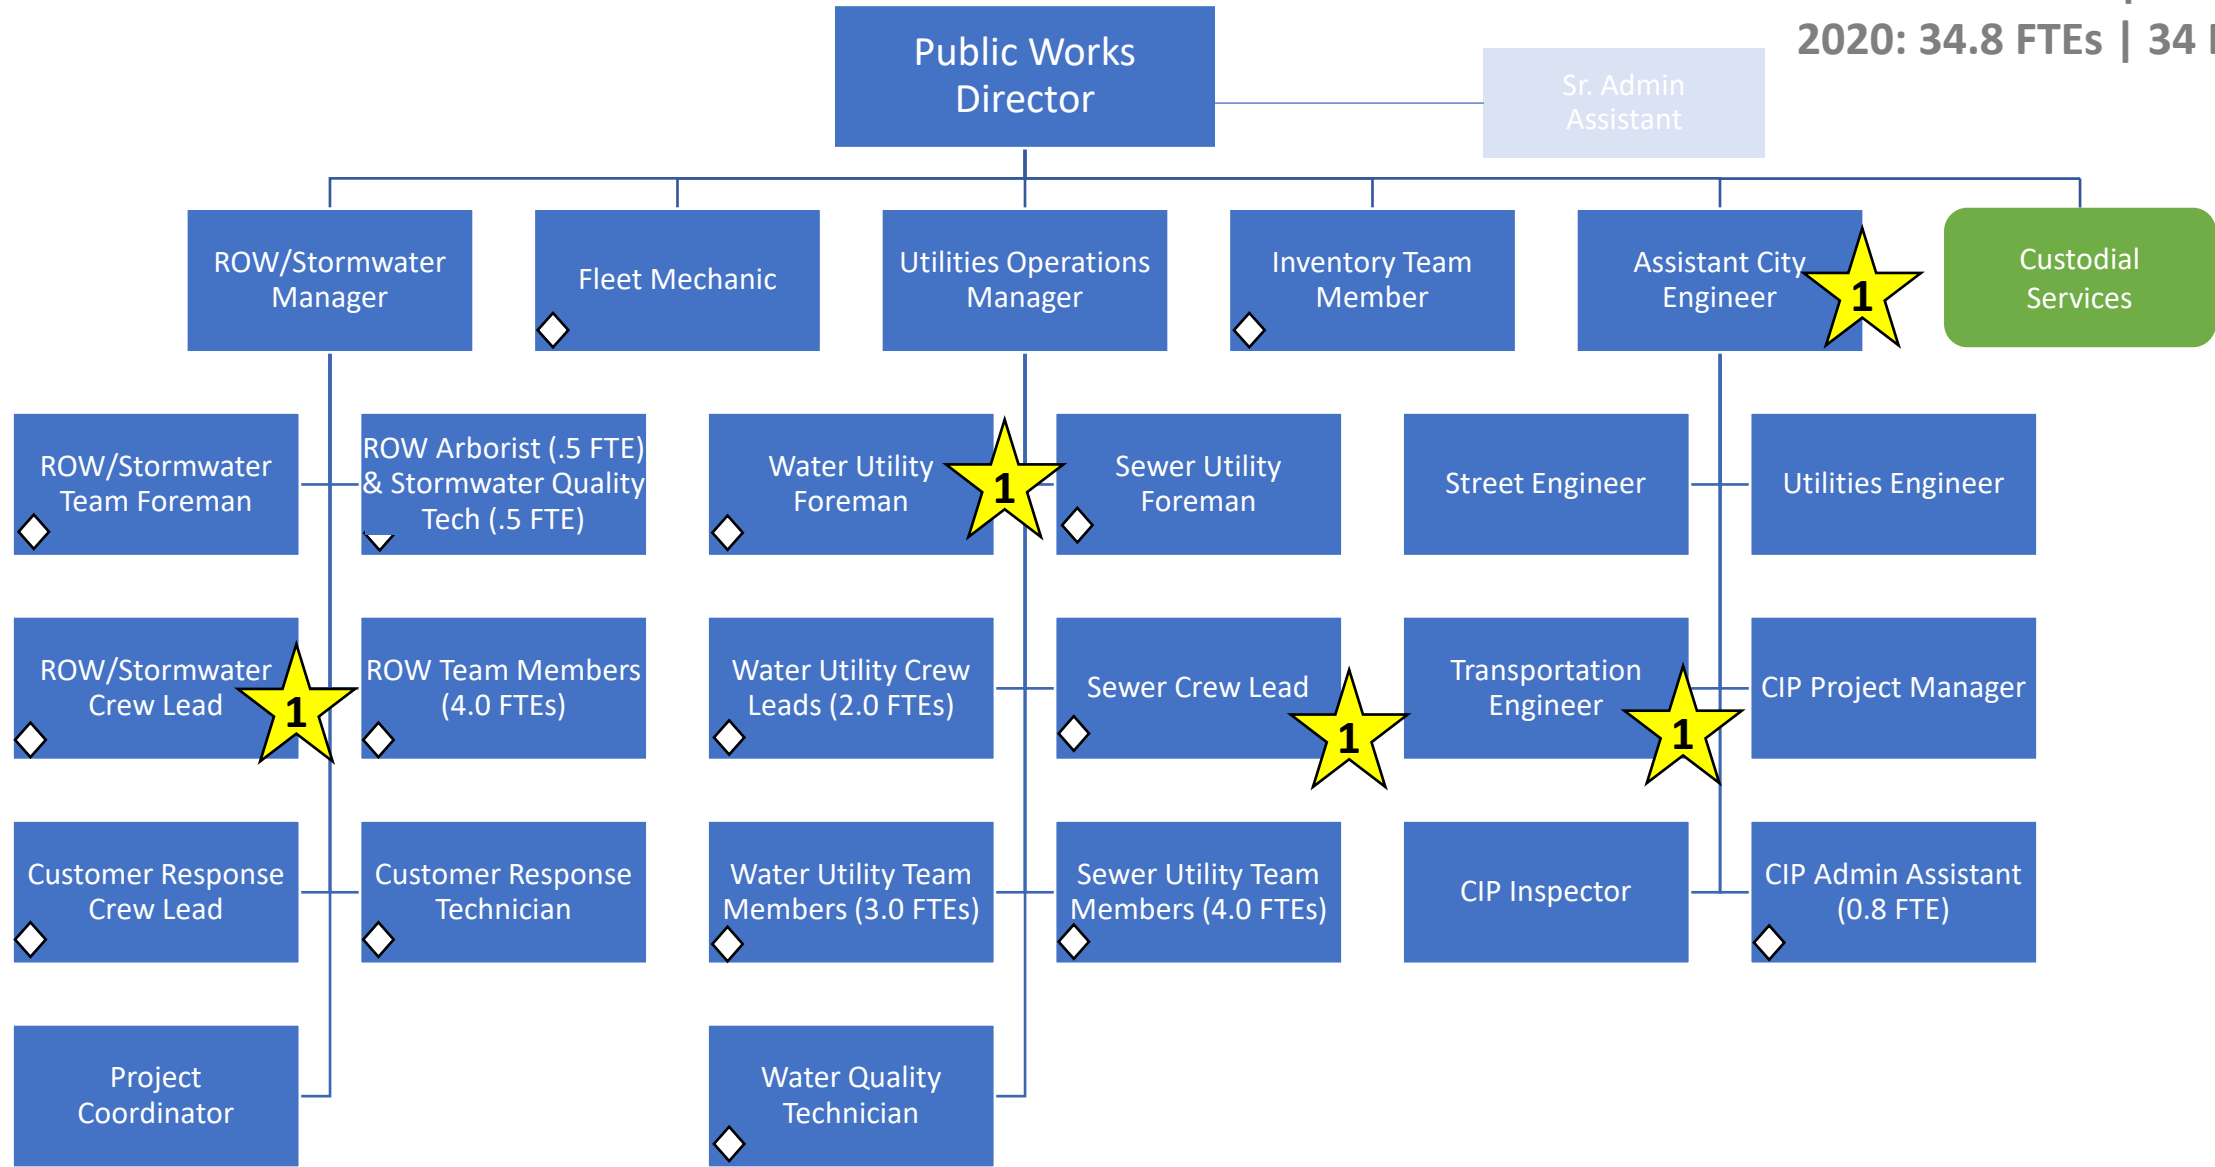 2020: 34.8 FTEs | 34
Public Works
Director
Sr. Admin
Assistant
ROW/Stormwater
Manager
Fleet Mechanic
Utilities Operations
Manager
Inventory Team
Member
Assistant City
Engineer
1
Custodial
Services
ROW/Stormwater
Team Foreman
ROW Arborist (.5 FTE)
& Stormwater Quality
Tech (.5 FTE)
Water Utility
Foreman
1
Sewer Utility
Foreman
Street Engineer
Utilities Engineer
ROW/Stormwater
Crew Lead
1
ROW Team Members
(4.0 FTEs)
Water Utility Crew
Leads (2.0 FTEs)
Sewer Crew Lead
1
Transportation
Engineer
1
CIP Project Manager
Customer Response
Crew Lead
Customer Response
Technician
Water Utility Team
Members (3.0 FTEs)
Sewer Utility Team
Members (4.0 FTEs)
CIP Inspector
CIP Admin Assistant
(0.8 FTE)
Project
Coordinator
Water Quality
Technician